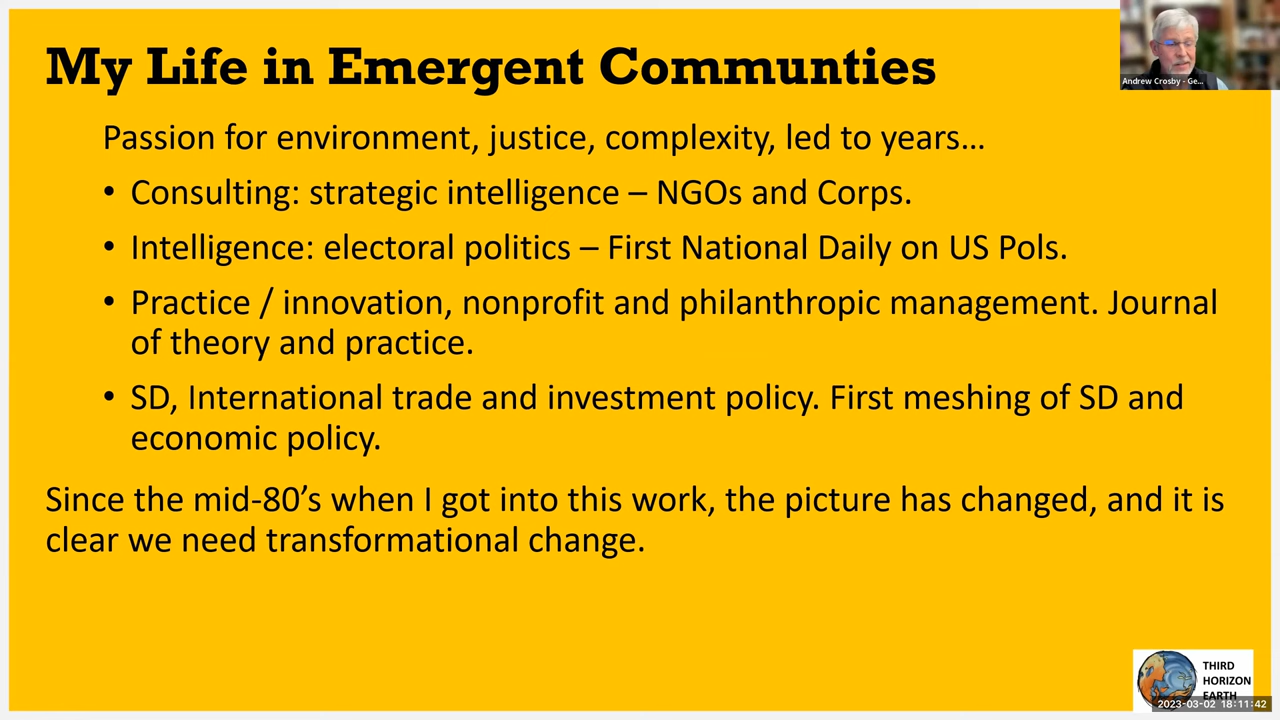 My Life in Emergent Communties
Andrew Crosby - Ge...
Passion for environment, justice, complexity, led to years…
• Consulting: strategic intelligence – NGOs and Corps.
• Intelligence: electoral politics – First National Daily on US Pols.
• Practice / innovation, nonprofit and philanthropic management. Journal
of theory and practice.
• SD, International trade and investment policy. First meshing of SD and
economic policy.
Since the mid-80’s when I got into this work, the picture has changed, and it is
clear we need transformational change.
THIRD
HORIZON
EARTH
2023-03-02 18:11:42